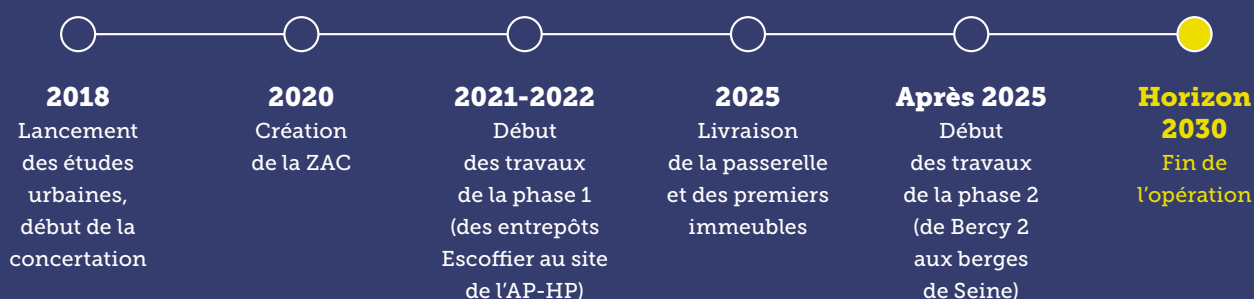 2018
Lancement
des études
urbaines,
début de la
concertation
2020
Création
de la ZAC
2021-2022
Début
des travaux
de la phase 1
(des entrepôts
Escoffier au site
de l'AP-HP)
2025
Livraison
de la passerelle
et des premiers
immeubles
Après 2025
Début
des travaux
de la phase 2
(de Bercy 2
aux berges
de Seine)
Horizon
2030
Fin de
l'opération